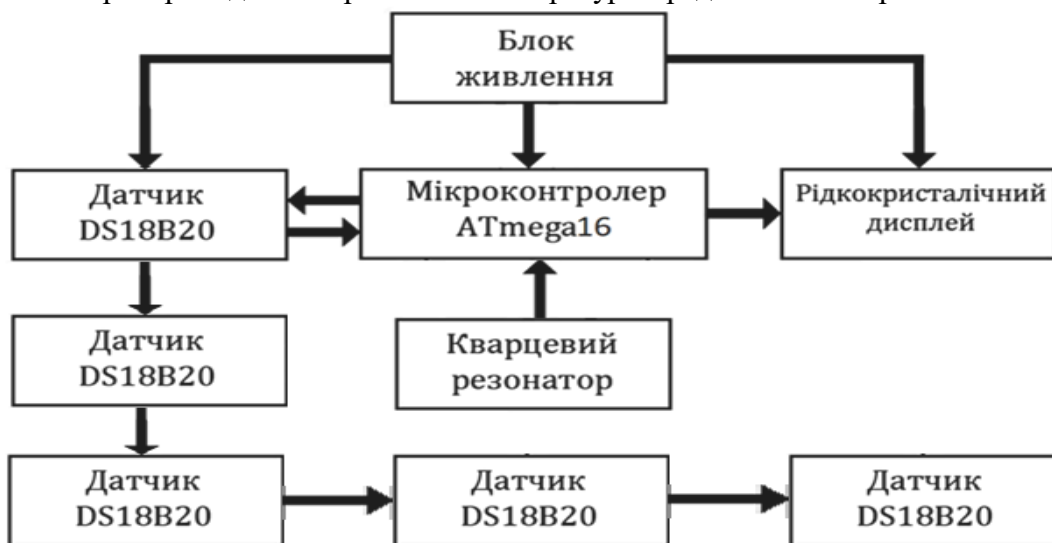 Блок
живлення
Датчик
DS18B20
Мікроконтролер
ATmega16
Рідкокристалічний
дисплей
Датчик
DS18B20
Кварцевий
резонатор
Датчик
DS18B20
Датчик
DS18B20
Датчик
DS18B20